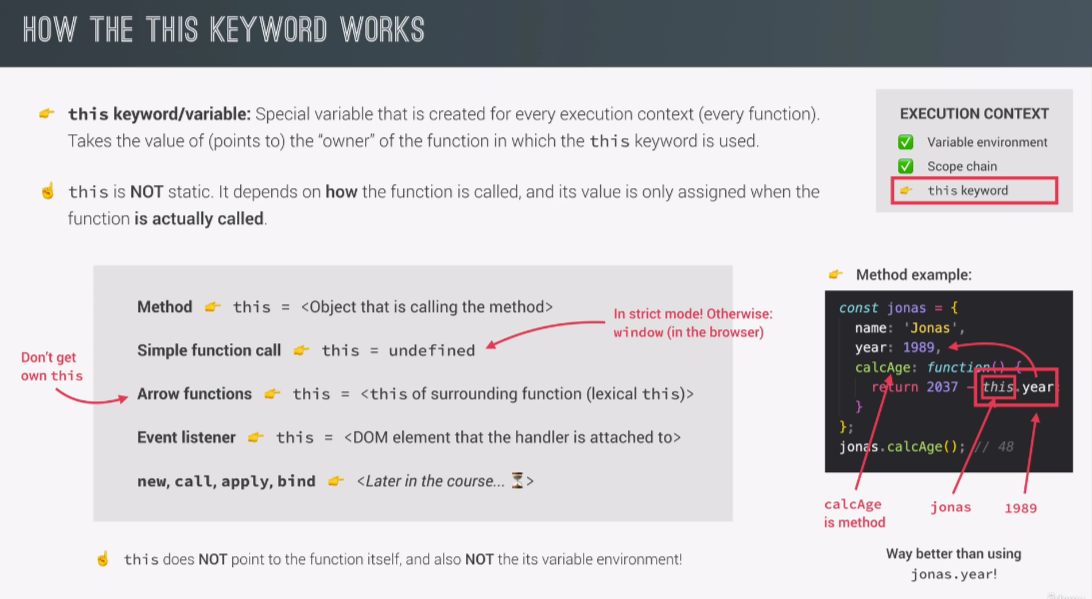 HOW THE THIS KEYWORD WORKS
👉 this keyword/variable: Special variable that is created for every execution context (every function).
Takes the value of (points to) the “owner” of the function in which the this keyword is used.
☝️ this is NOT static. It depends on how the function is called, and its value is only assigned when the
function is actually called.
EXECUTION CONTEXT
✅ Variable environment
✅ Scope chain
👉 this keyword
Method 👉 this = <Object that is calling the method>
Simple function call 👉 this = undefined
In strict mode! Otherwise:
window (in the browser)
Don't get
own this
Arrow functions 👉 this = <this of surrounding function (lexical this)>
Event listener 👉 this = <DOM element that the handler is attached to>
new, call, apply, bind 👉 <Later in the course... ⏳>
☝️ this does NOT point to the function itself, and also NOT the its variable environment!
👉 Method example:
const jonas = {
name: 'Jonas',
year: 1989,
calcAge: function() {
return 2037 - this.year
}
};
jonas.calcAge(); // 48
calcAge
is method
jonas
1989
Way better than using
jonas.year!